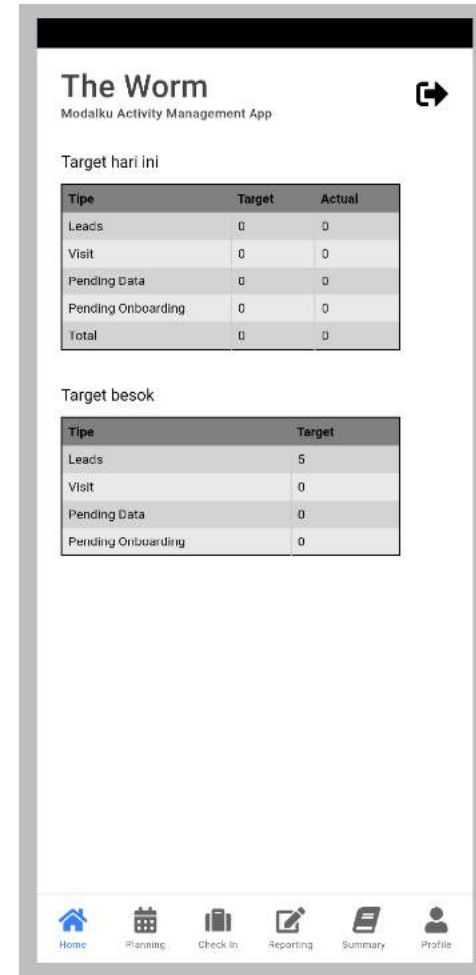 The Worm
Modalku Activity Management App
Target hari ini
Tipe Target Actual
Leads 0 0
Visit 0 0
Pending Data 0 0
Pending Onboarding 0 0
Total 0 0
Target besok
Tipe Target
Leads 5
Visit 0
Pending Data 0
Pending Onboarding 0
Home Planning Check In Reporting Summary Profile